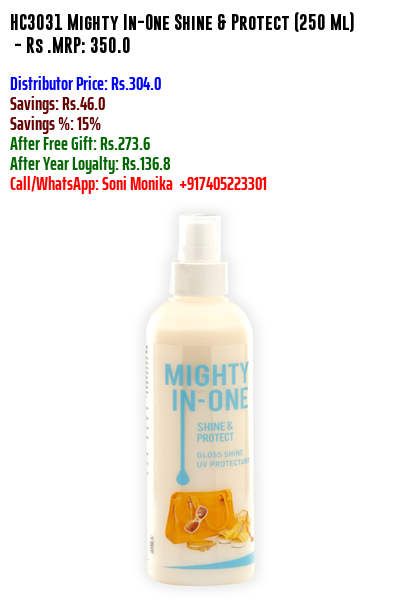 HC3031 Mighty In-One Shine & Protect (250 Ml)
- Rs .MRP: 350.0
Distributor Price: Rs.304.0
Savings: Rs.46.0
Savings %: 15%
After Free Gift: Rs.273.6
After Year Loyalty: Rs.136.8
Call/WhatsApp: Soni Monika +917405223301
MIGHTY
IN-ONE
SHINE &
PROTECT
GLOSS SHINE
UV PROTECTANT